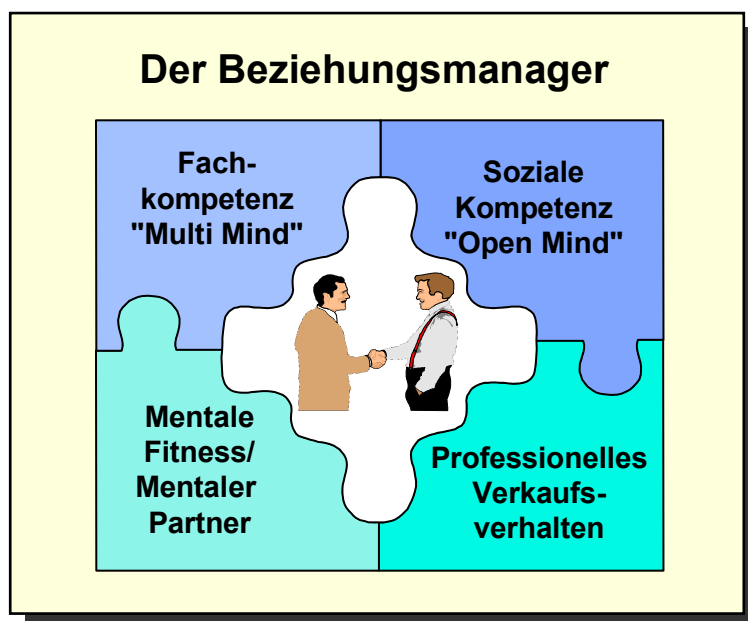 Der Beziehungsmanager
Fach-
kompetenz
"Multi Mind"
Soziale
Kompetenz
"Open Mind"
Mentale
Fitness/
Mentaler
Partner
Professionelles
Verkaufs-
verhalten